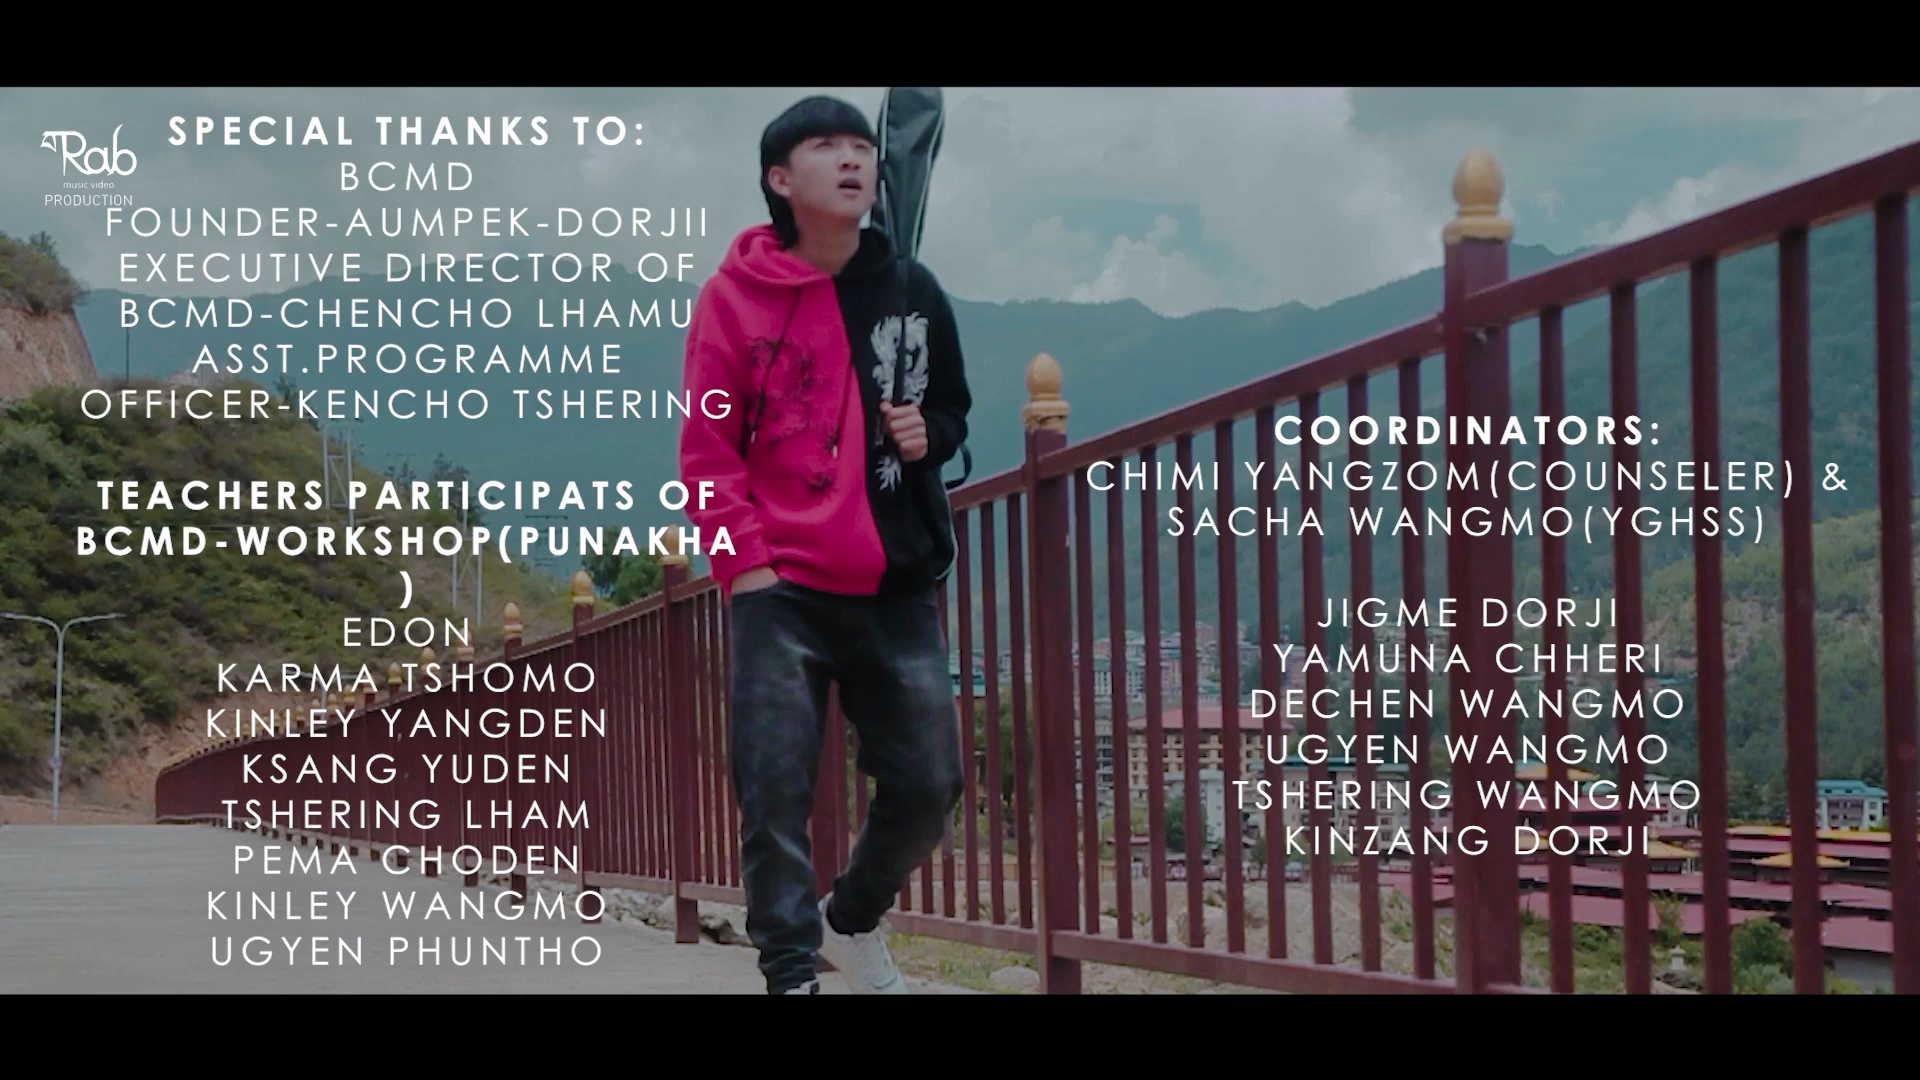 Rab
music video
PRODUCTION
SPECIAL THANKS TO:
BCMD
FOUNDER-AUMPEK-DORJII
EXECUTIVE DIRECTOR OF
BCMD-CHENCHO LHAMU
ASST.PROGRAMME
OFFICER-KENCHO TSHERING
TEACHERS PARTICIPATS OF
BCMD-WORKSHOP(PUNAKHA
)
EDON
KARMA TSHOMO
KINLEY YANGDEN
KSANG YUDEN
TSHERING LHAM
PEMA CHODEN
KINLEY WANGMO
UGYEN PHUNTHO
COORDINATORS:
CHIMI YANGZOM(COUNSELER) &
SACHA WANGMO(YGHSS)
JIGME DORJI
YAMUNA CHHERI
DECHEN WANGMO
UGYEN WANGMO
TSHERING WANGMO
KINZANG DORJI